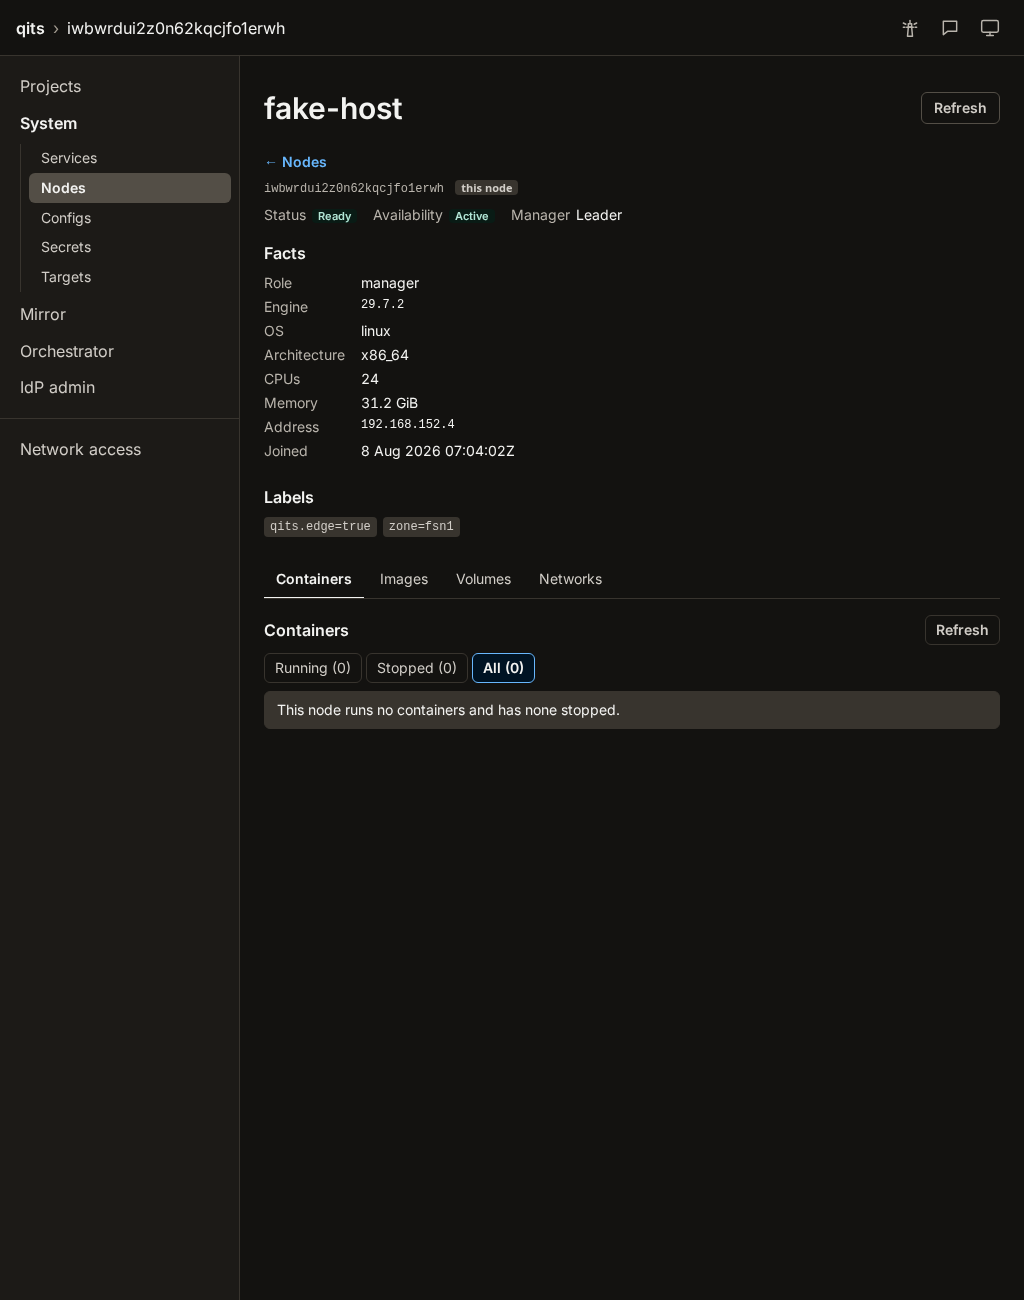 qits › iwbwrdui2z0n62kqcjfo1erwh
Projects
System
Services
Nodes
Configs
Secrets
Targets
Mirror
Orchestrator
IdP admin
Network access
fake-host
Refresh
← Nodes
iwbwrdui2z0n62kqcjfo1erwh this node
Status Ready Availability Active Manager Leader
Facts
Role manager
Engine 29.7.2
OS linux
Architecture x86_64
CPUs 24
Memory 31.2 GiB
Address 192.168.152.4
Joined 8 Aug 2026 07:04:02Z
Labels
qits.edge=true zone=fsn1
Containers Images Volumes Networks
Containers
Refresh
Running (0) Stopped (0) All (0)
This node runs no containers and has none stopped.